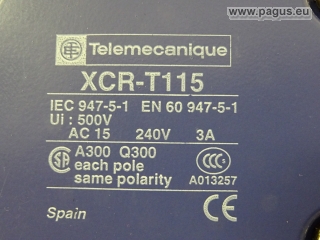 www.pagus.eu
Telemecanique
XCR-T115
IEC 947-5-1 EN 60 947-5-1
Ui : 500V
AC 15 240V 3A
A300 Q300
each pole
same polarity
A013257
Spain